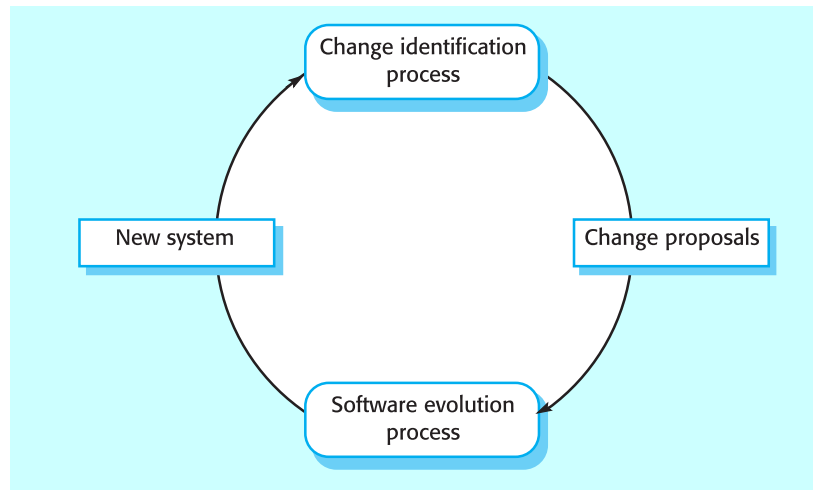 Change identification
process
New system
Change proposals
Software evolution
process